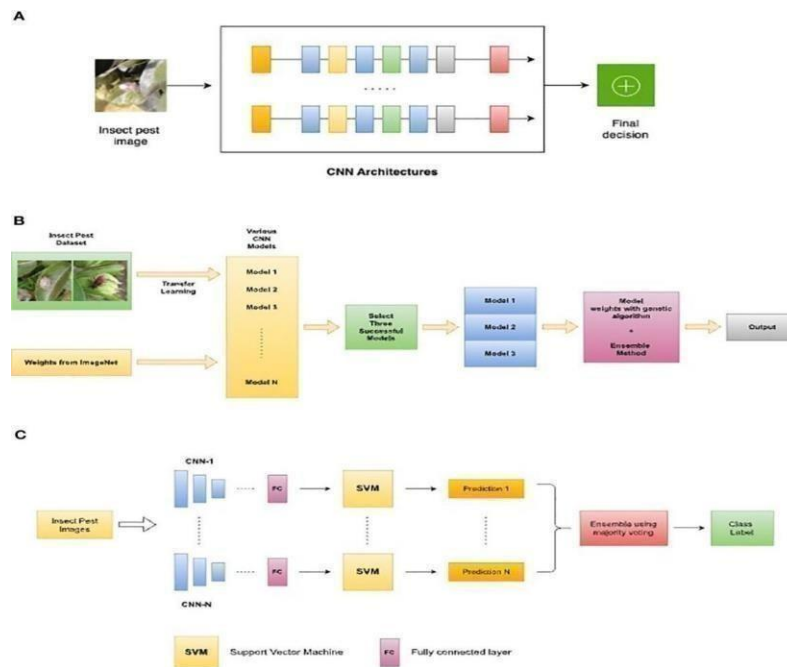 A
Insect pest
image
CNN Architectures
Final
decision
B
Insect Pest
Dataset
Transfer
Learning
Weights from ImageNet
Various
CNN
Models
Model 1
Model 2
Model 3
Model N
Select
Three
Successful
Models
Model 1
Model 2
Model 3
Model
weights with genetic
algorithm
+
Ensemble
Method
Output
C
Insect Pest
Images
CNN-1
FC
SVM
Prediction 1
CNN-N
FC
SVM
Prediction N
Ensemble using
majority voting
Class
Label
SVM Support Vector Machine
FC Fully connected layer